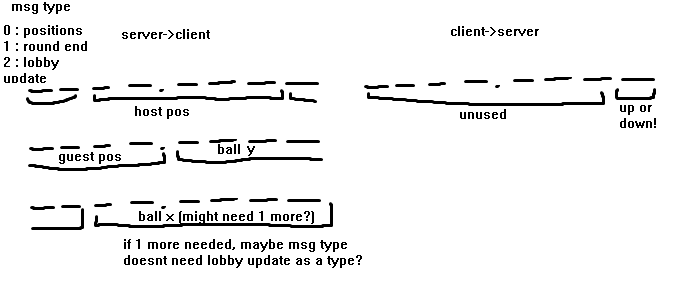 msg type
0 : positions
1 : round end
2 : lobby
update
server->client
host pos
guest pos
ball y
ball x (might need 1 more?)
if 1 more needed, maybe msg type
doesnt need lobby update as a type?
client->server
unused
up or
down!